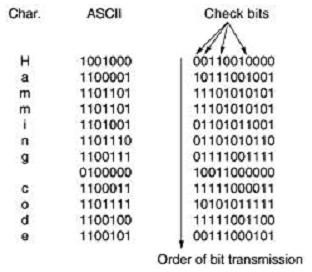 Char. ASCII Check bits
H 1001000 00110010000
a 1100001 10111001001
m 1101101 11101010101
m 1101101 11101010101
i 1101001 01101011001
n 1101110 01101010110
g 1100111 01111001111
0100000 10011000000
c 1100011 11111000011
o 1101111 10101011111
d 1100100 11111001100
e 1100101 00111000101
Order of bit transmission